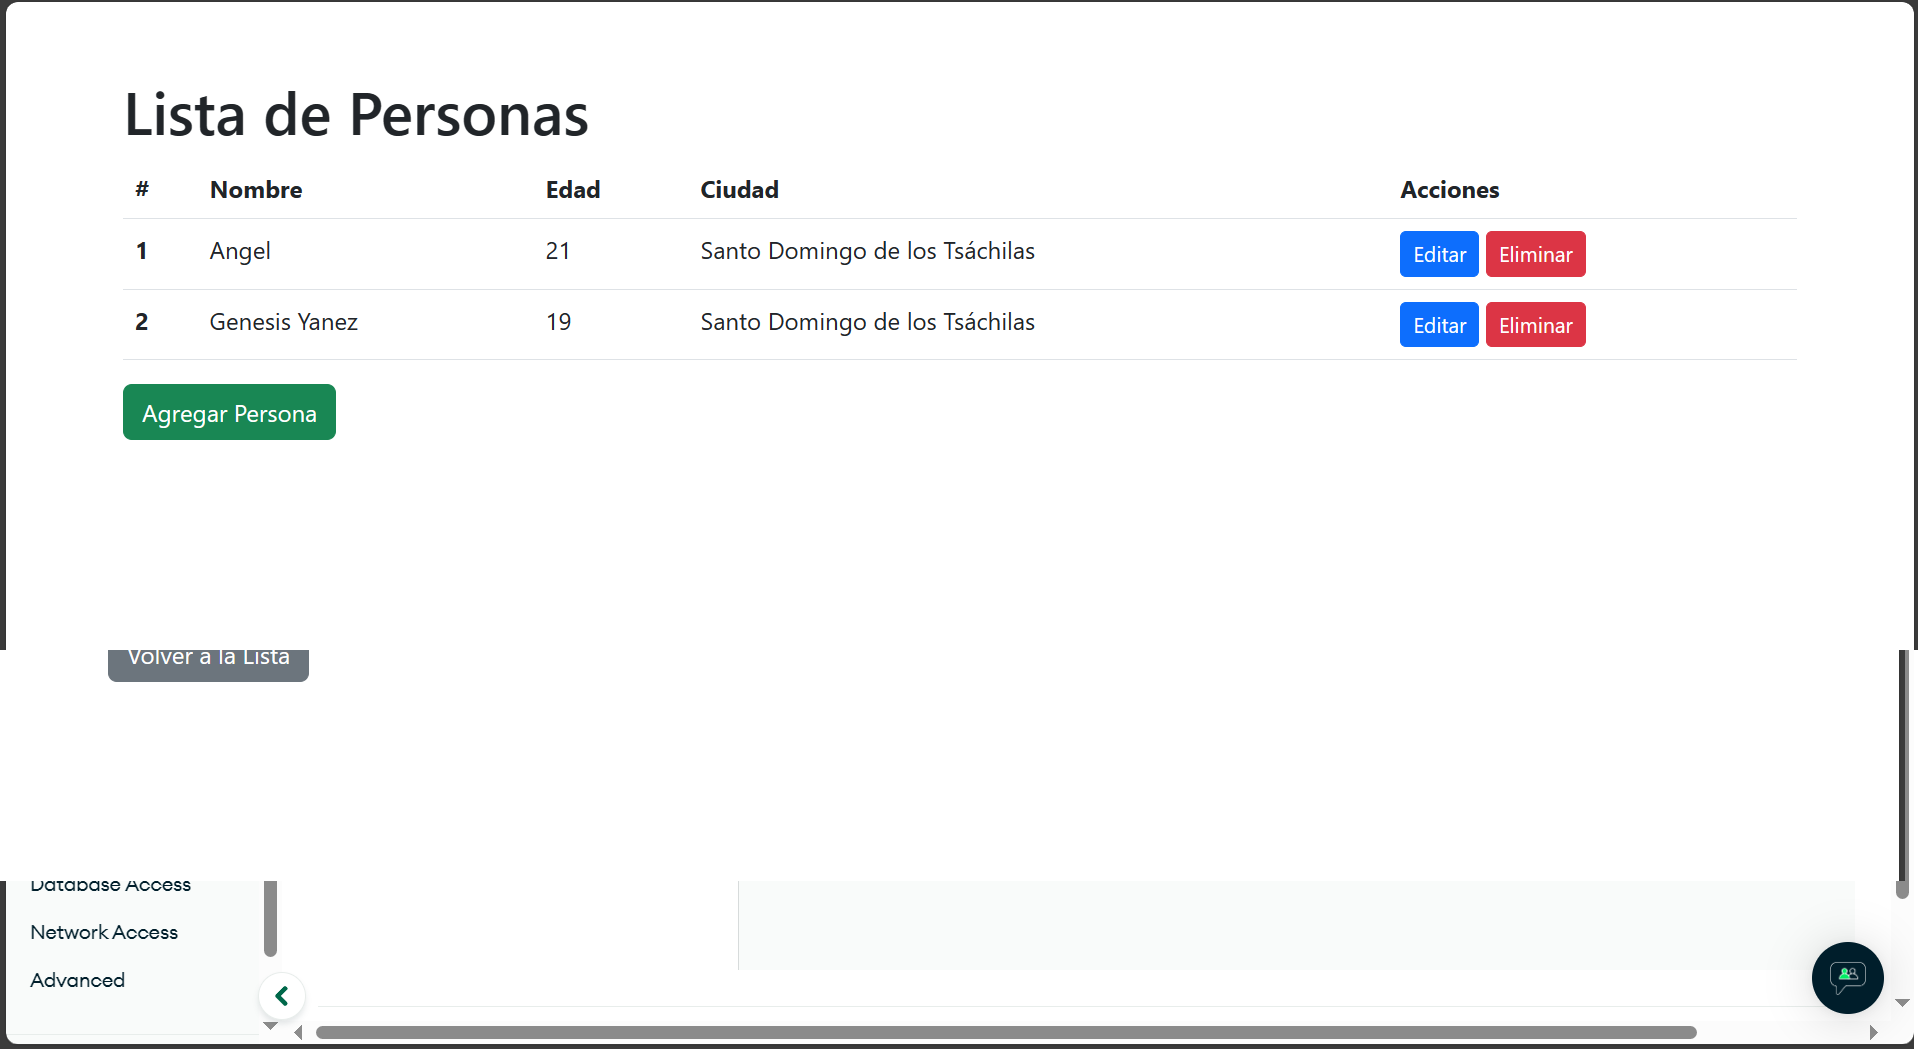 Lista de Personas
# Nombre Edad Ciudad Acciones
1 Angel 21 Santo Domingo de los Tsáchilas Editar Eliminar
2 Genesis Yanez 19 Santo Domingo de los Tsáchilas Editar Eliminar
Agregar Persona
Volver a la Lista
Database Access
Network Access
Advanced